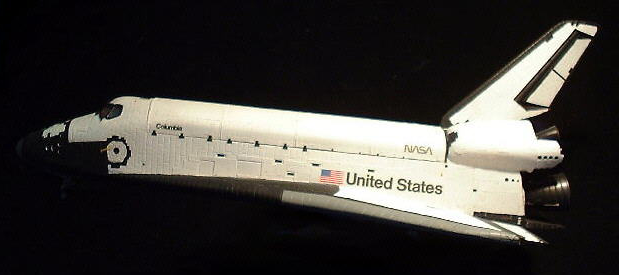 Columbia
NASA
United States